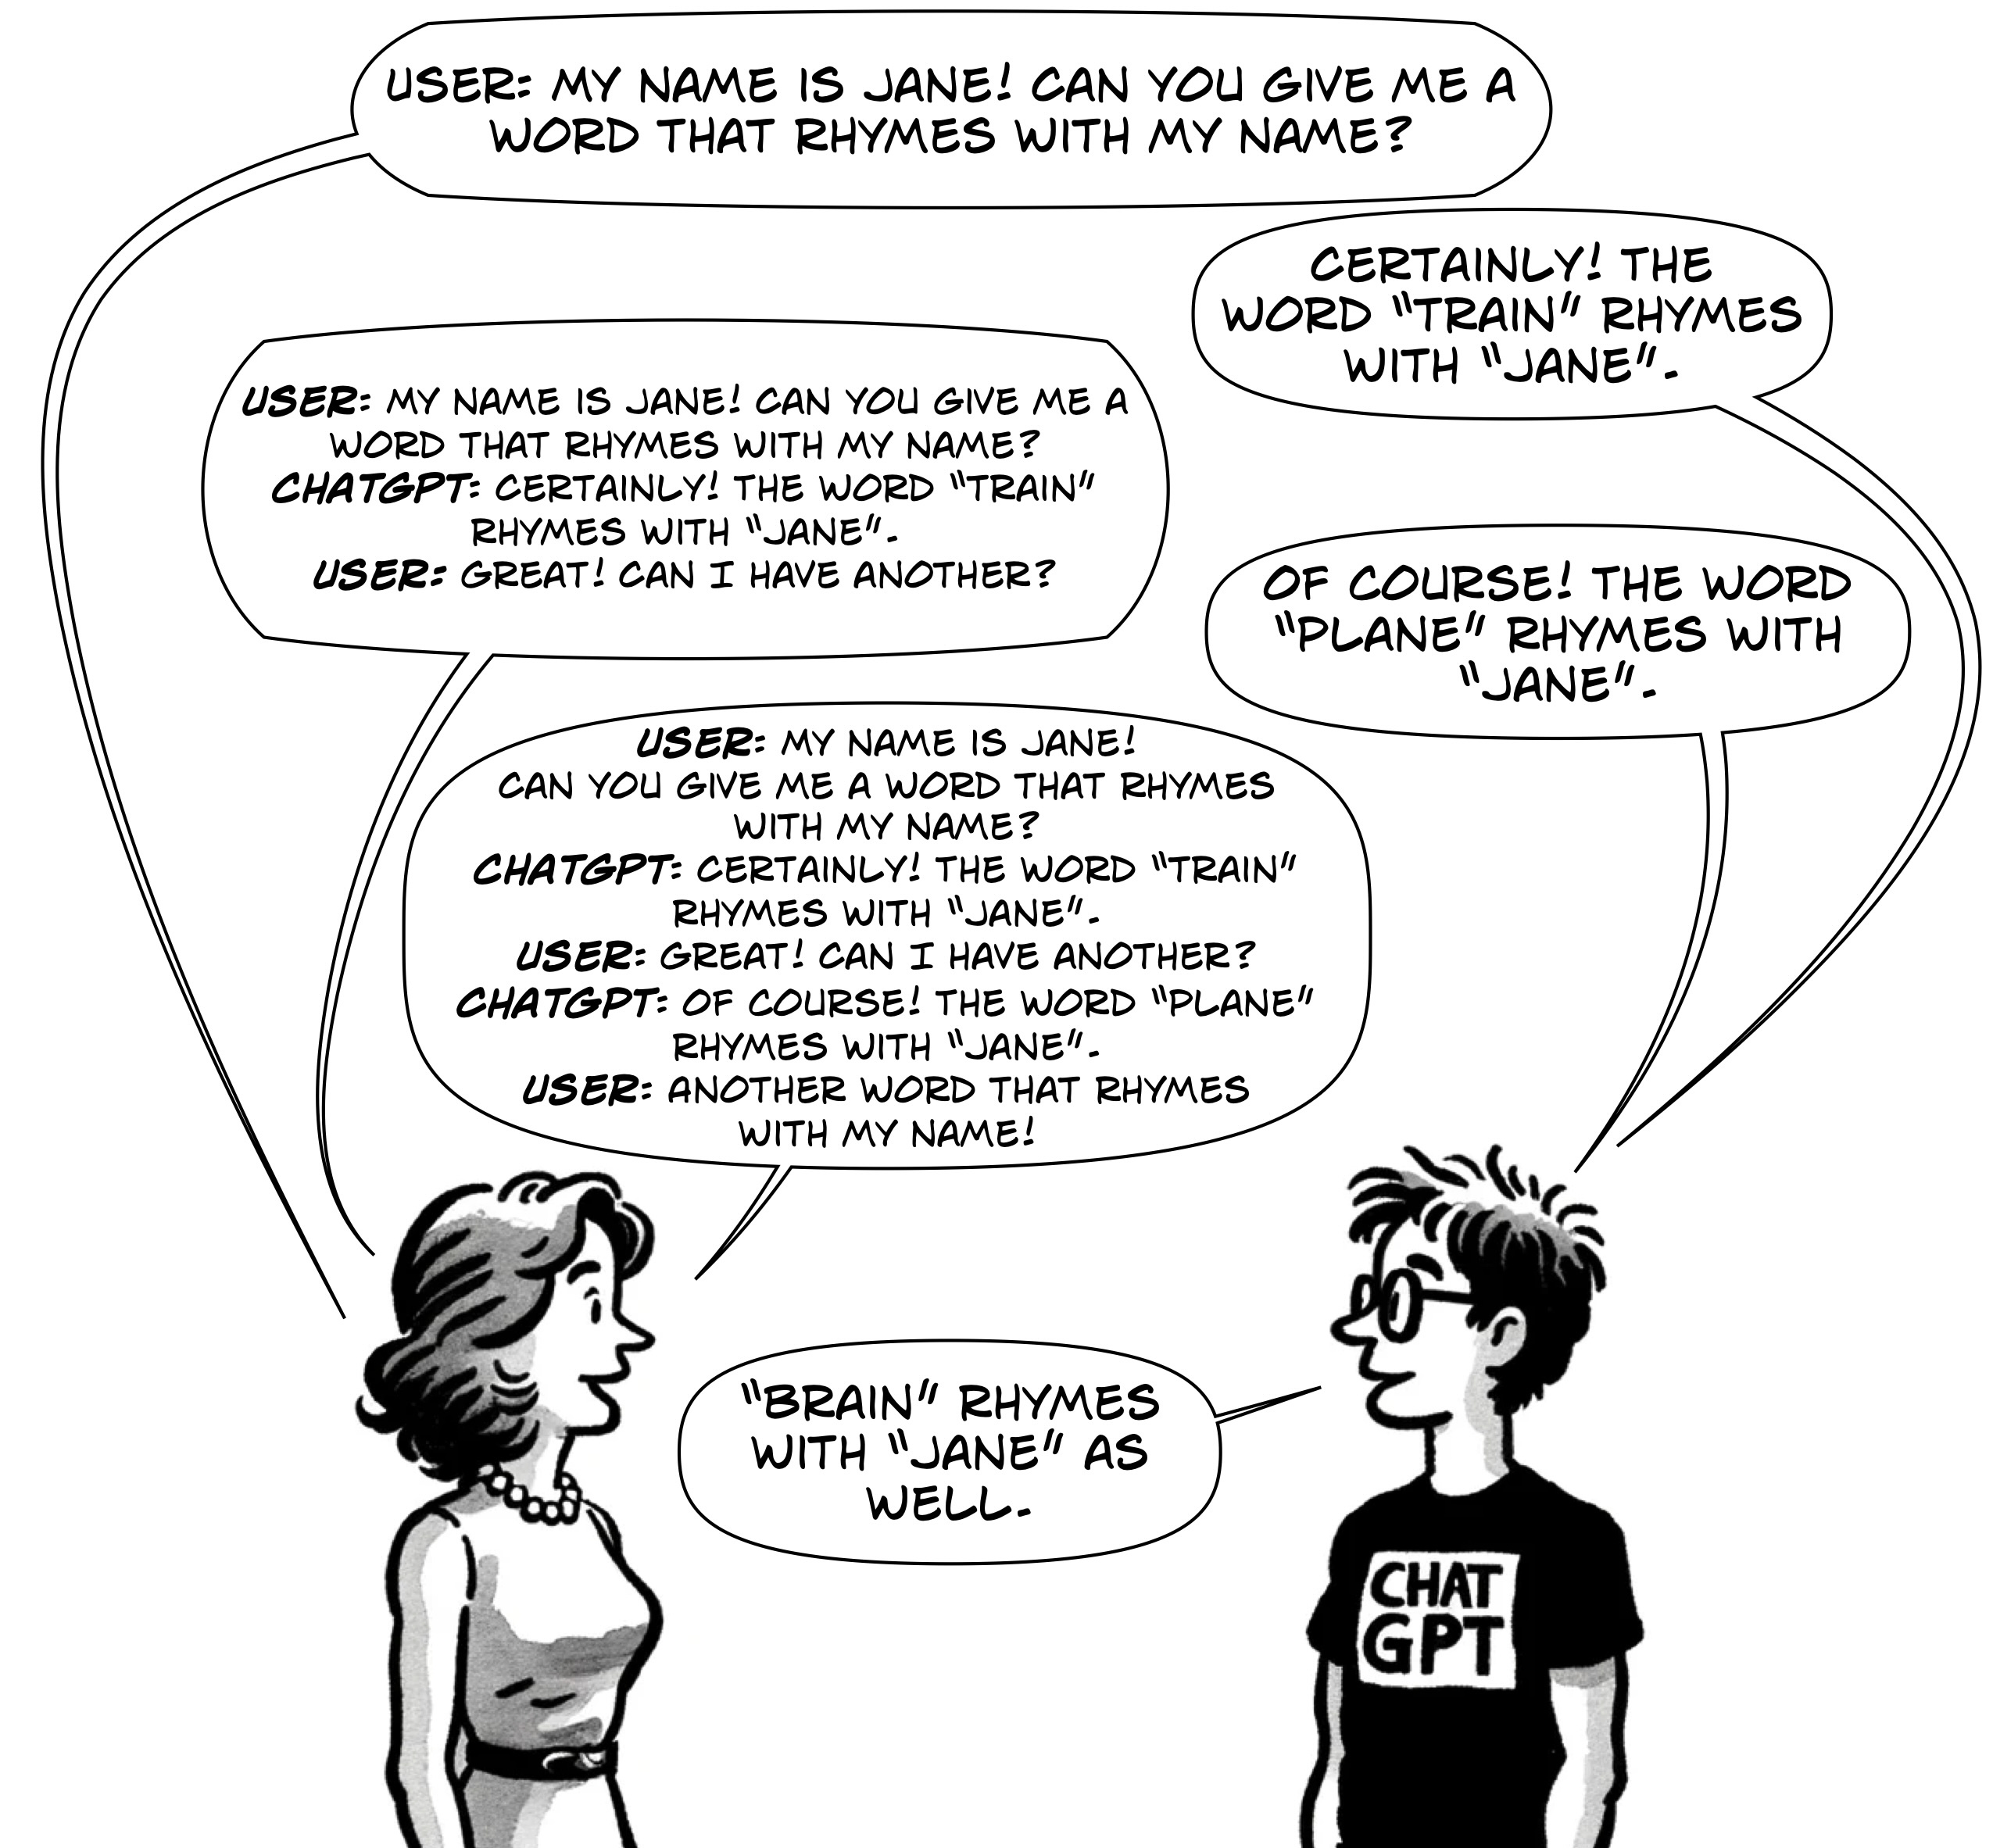 USER: MY NAME IS JANE! CAN YOU GIVE ME A
WORD THAT RHYMES WITH MY NAME?
CERTAINLY! THE
WORD "TRAIN" RHYMES
WITH "JANE".
USER: MY NAME IS JANE! CAN YOU GIVE ME A
WORD THAT RHYMES WITH MY NAME?
CHATGPT: CERTAINLY! THE WORD "TRAIN"
RHYMES WITH "JANE".
USER: GREAT! CAN I HAVE ANOTHER?
OF COURSE! THE WORD
"PLANE" RHYMES WITH
"JANE".
USER: MY NAME IS JANE!
CAN YOU GIVE ME A WORD THAT RHYMES
WITH MY NAME?
CHATGPT: CERTAINLY! THE WORD "TRAIN"
RHYMES WITH "JANE".
USER: GREAT! CAN I HAVE ANOTHER?
CHATGPT: OF COURSE! THE WORD "PLANE"
RHYMES WITH "JANE".
USER: ANOTHER WORD THAT RHYMES
WITH MY NAME!
"BRAIN" RHYMES
WITH "JANE" AS
WELL.
CHAT
GPT